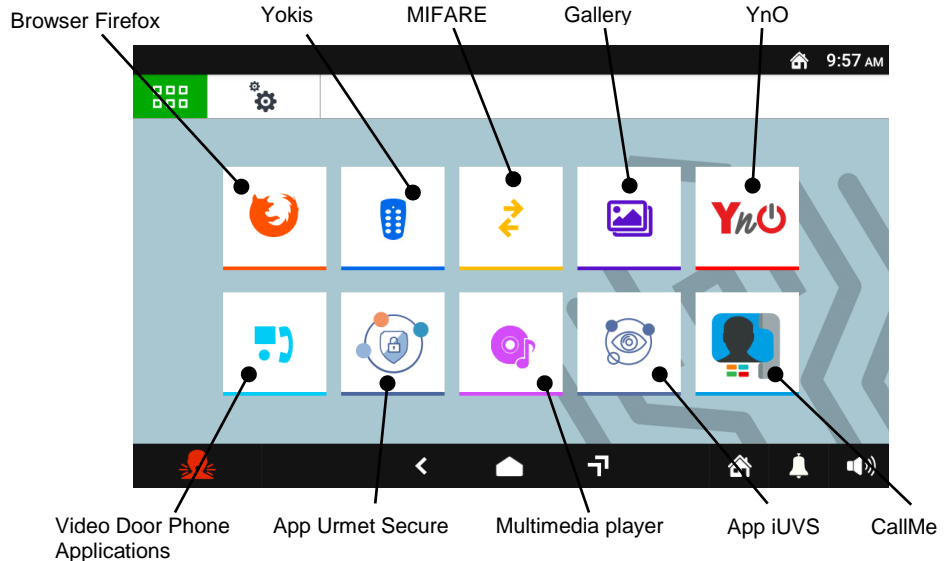 Browser Firefox
Yokis
MIFARE
Gallery
YnO
9:57 AM
YnO
Video Door Phone
Applications
App Urmet Secure
Multimedia player
App iUVS
CallMe